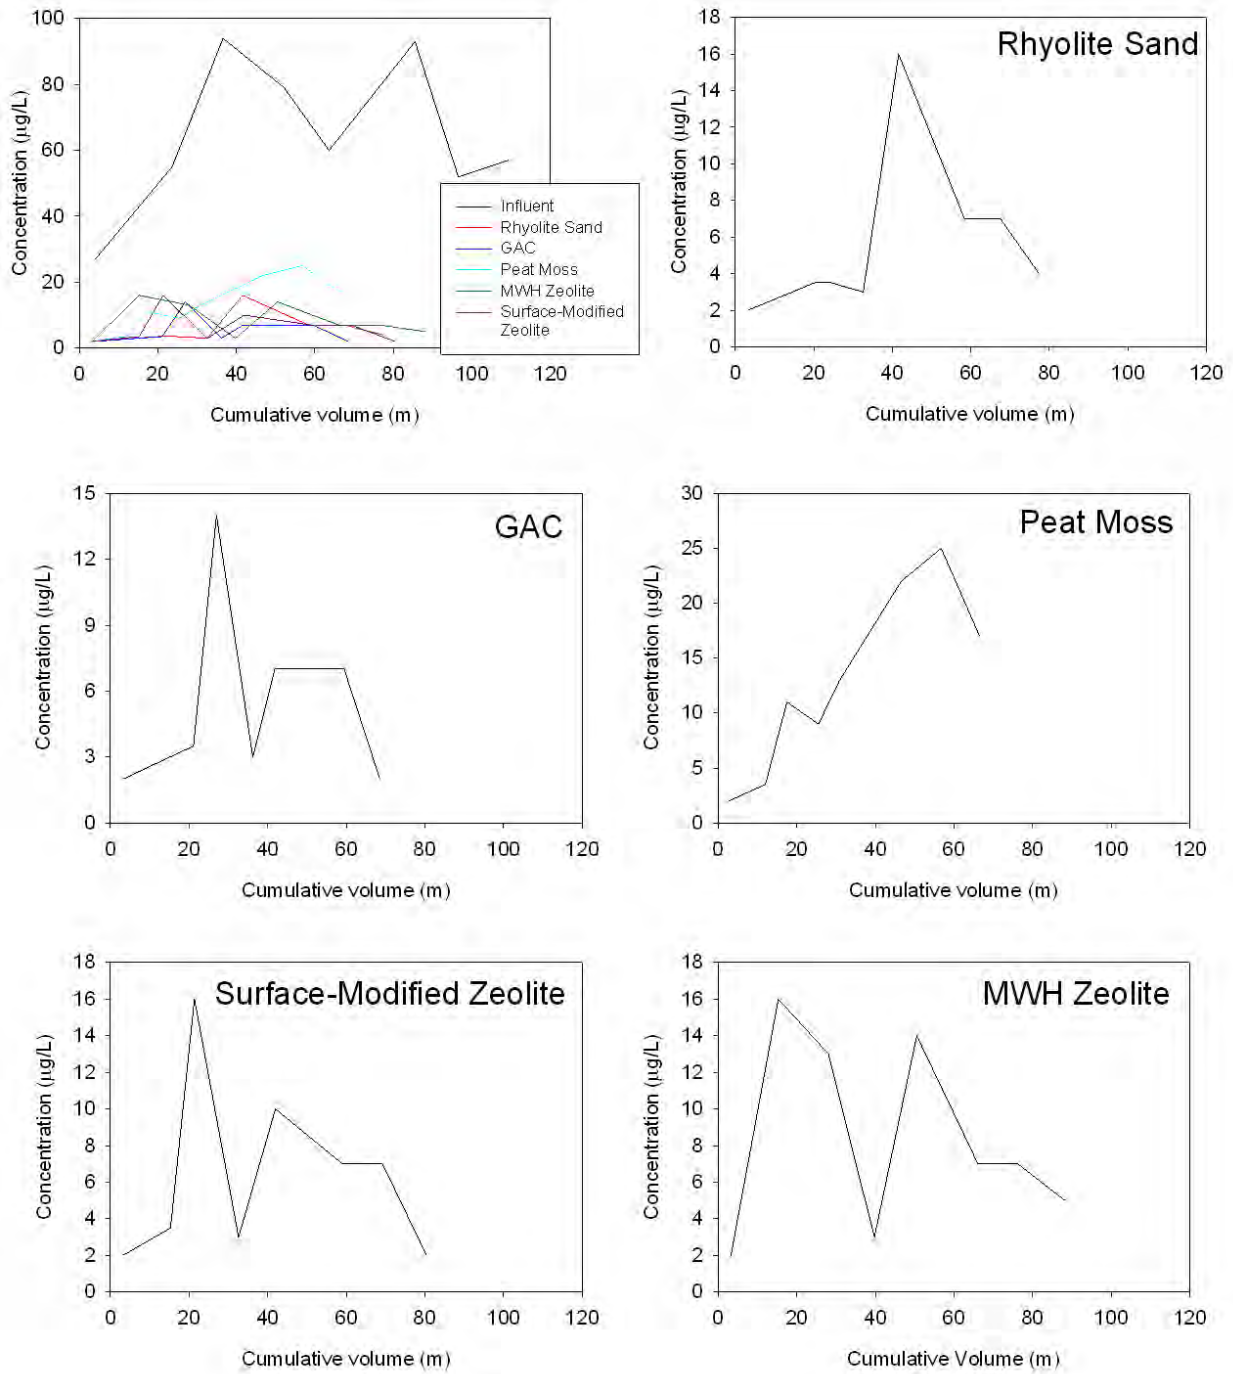 100
80
60
40
20
0
Concentration (µg/L)
0 20 40 60 80 100 120
Cumulative volume (m)
Influent
Rhyolite Sand
GAC
Peat Moss
MWH Zeolite
Surface-Modified
Zeolite
Rhyolite Sand
18
16
14
12
10
8
6
4
2
0
Concentration (µg/L)
0 20 40 60 80 100 120
Cumulative volume (m)
GAC
15
12
9
6
3
0
Concentration (µg/L)
0 20 40 60 80 100 120
Cumulative volume (m)
Peat Moss
30
25
20
15
10
5
0
Concentration (µg/L)
0 20 40 60 80 100 120
Cumulative volume (m)
Surface-Modified Zeolite
18
16
14
12
10
8
6
4
2
0
Concentration (µg/L)
0 20 40 60 80 100 120
Cumulative volume (m)
MWH Zeolite
18
16
14
12
10
8
6
4
2
0
Concentration (µg/L)
0 20 40 60 80 100 120
Cumulative Volume (m)